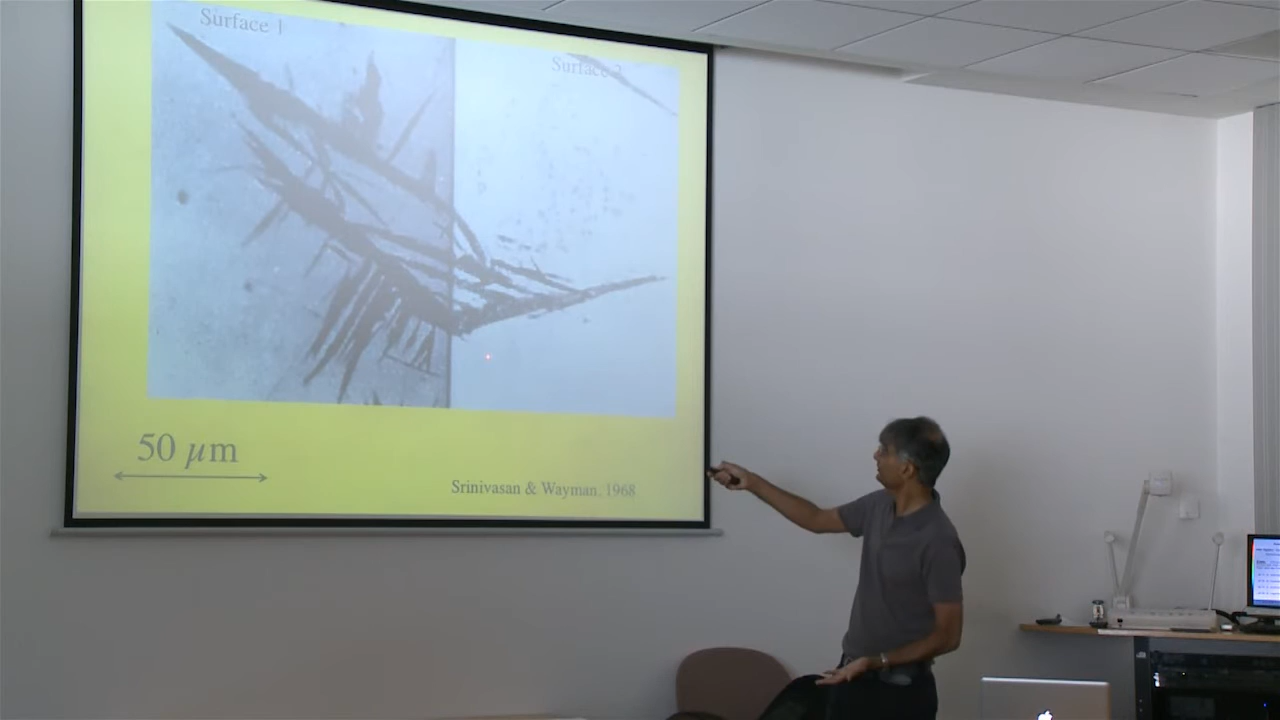 Surface 1
Surface 2
50 µm
Srinivasan & Wayman, 1968